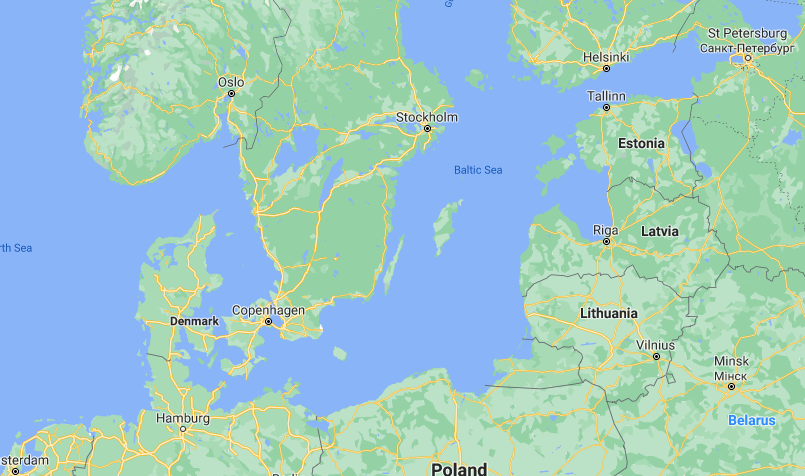 St Petersburg
Санкт-Петербург
Helsinki
Oslo
Tallinn
Stockholm
Estonia
Baltic Sea
Riga
Latvia
rth Sea
Copenhagen
Denmark
Lithuania
Vilnius
Minsk
Мінск
Hamburg
Belarus
sterdam
Poland